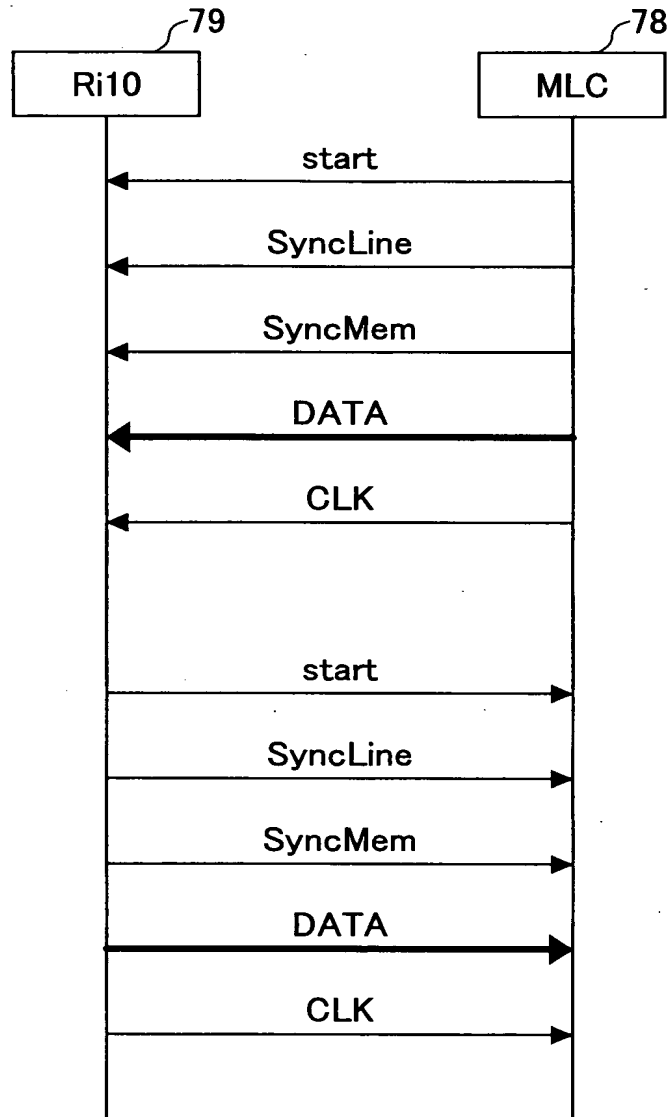 79
78
Ri10
MLC
start
SyncLine
SyncMem
DATA
CLK
start
SyncLine
SyncMem
DATA
CLK